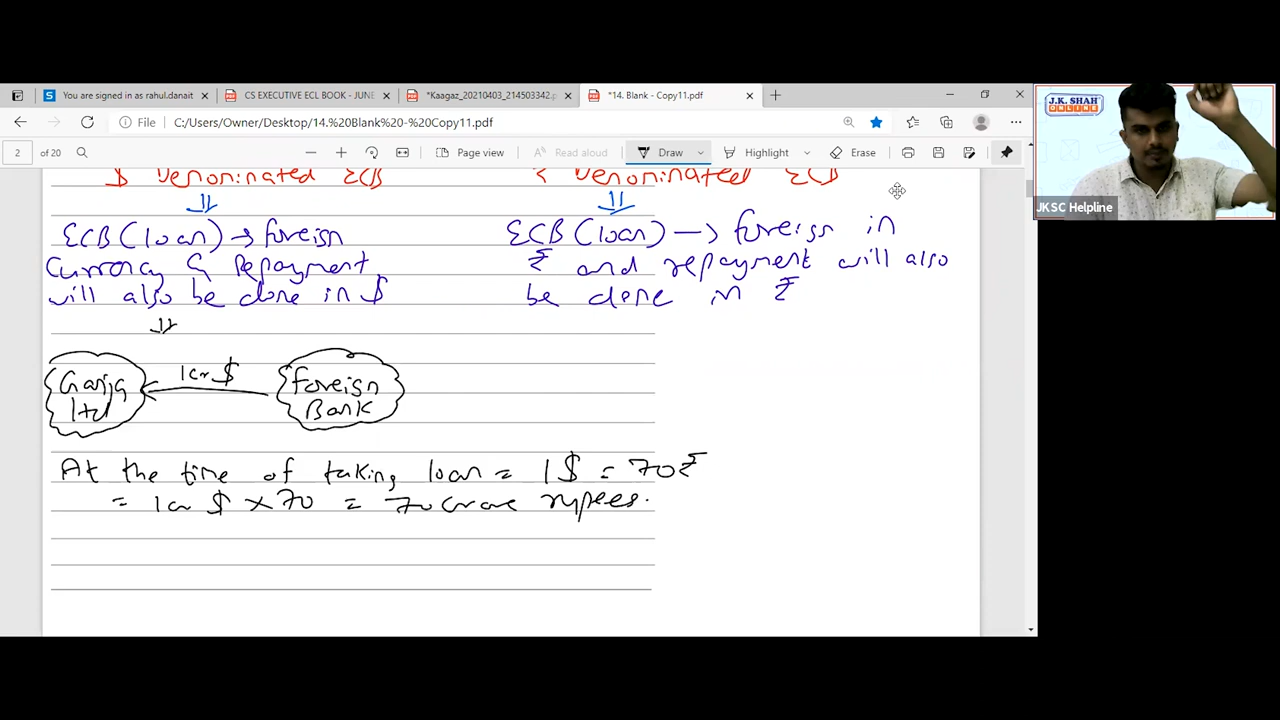 You are signed in as rahul.danait
CS EXECUTIVE ECL BOOK - JUNE
*Kaagaz_20210403_214503342.p
*14. Blank - Copy11.pdf
File
C:/Users/Owner/Desktop/14.%20Blank%20-%20Copy11.pdf
2 of 20
Page view
Read aloud
Draw
Highlight
Erase
J.K. SHAH
ONLINE
JKSC Helpline
$ Denominated ECB
₹ Denominated ECB
ECB (loan) → foreign
Currency & Repayment
will also be done in $
ECB (loan) → foreign in
₹ and repayment will also
be done in ₹
Ganga
ltd
1cr $
Foreign
Bank
At the time of taking loan = 1$ = 70₹
= 1cr $ × 70 = 70 crore rupees.